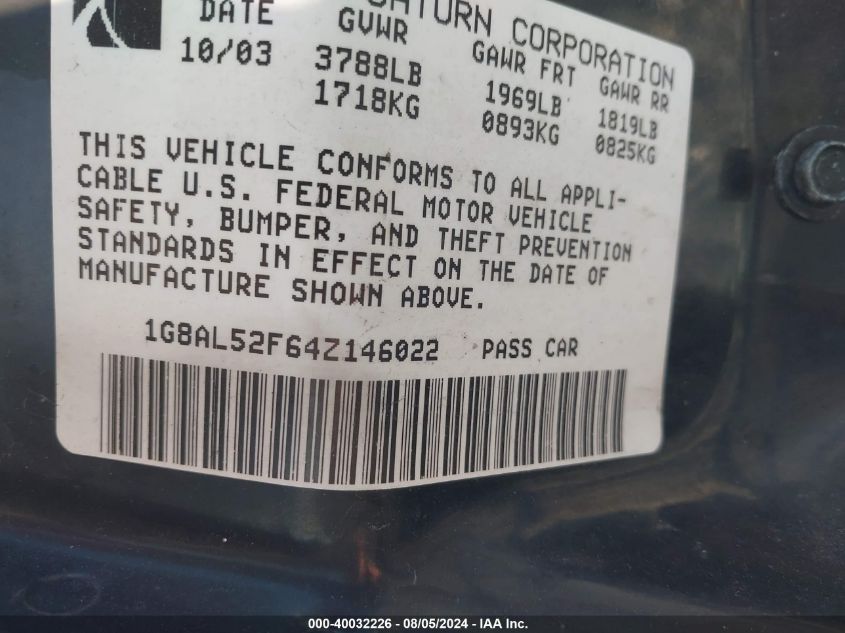 SATURN CORPORATION
DATE GVWR GAWR FRT GAWR RR
10/03 3788LB 1969LB 1819LB
1718KG 0893KG 0825KG
THIS VEHICLE CONFORMS TO ALL APPLI-
CABLE U.S. FEDERAL MOTOR VEHICLE
SAFETY, BUMPER, AND THEFT PREVENTION
STANDARDS IN EFFECT ON THE DATE OF
MANUFACTURE SHOWN ABOVE.
1G8AL52F64Z146022 PASS CAR
000-40032226 - 08/05/2024 - IAA Inc.